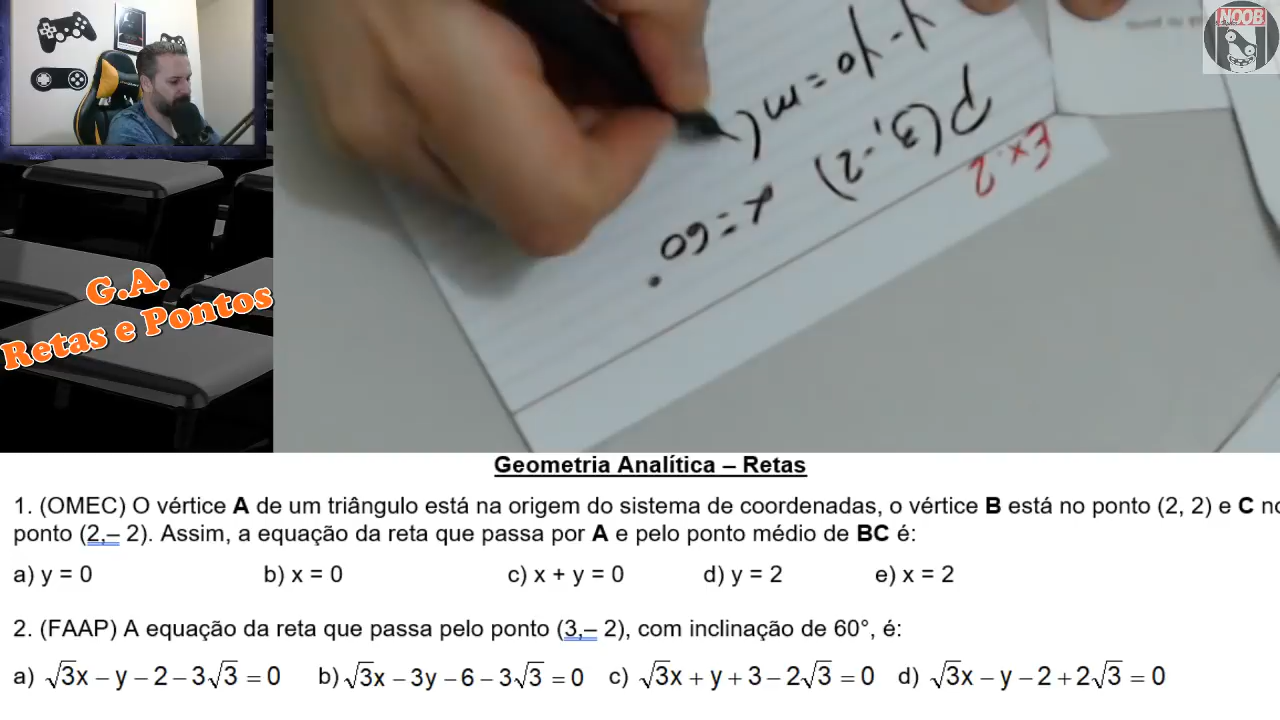 NOOB
Ex. 2
P(3, -2) α = 60°
y - y0 = m(
G.A.
Retas e Pontos
Geometria Analítica – Retas
1. (OMEC) O vértice A de um triângulo está na origem do sistema de coordenadas, o vértice B está no ponto (2, 2) e C no
ponto (2,– 2). Assim, a equação da reta que passa por A e pelo ponto médio de BC é:
a) y = 0 b) x = 0 c) x + y = 0 d) y = 2 e) x = 2
2. (FAAP) A equação da reta que passa pelo ponto (3,– 2), com inclinação de 60°, é:
a) √3x – y – 2 – 3√3 = 0 b) √3x – 3y – 6 – 3√3 = 0 c) √3x + y + 3 – 2√3 = 0 d) √3x – y – 2 + 2√3 = 0